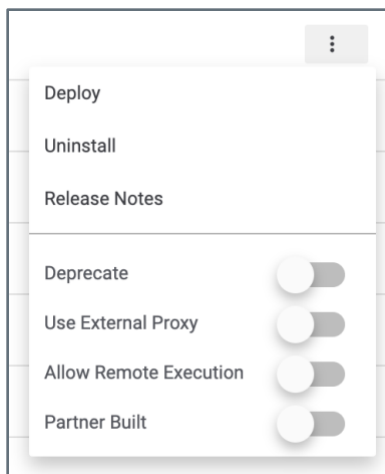 Deploy
Uninstall
Release Notes
Deprecate
Use External Proxy
Allow Remote Execution
Partner Built